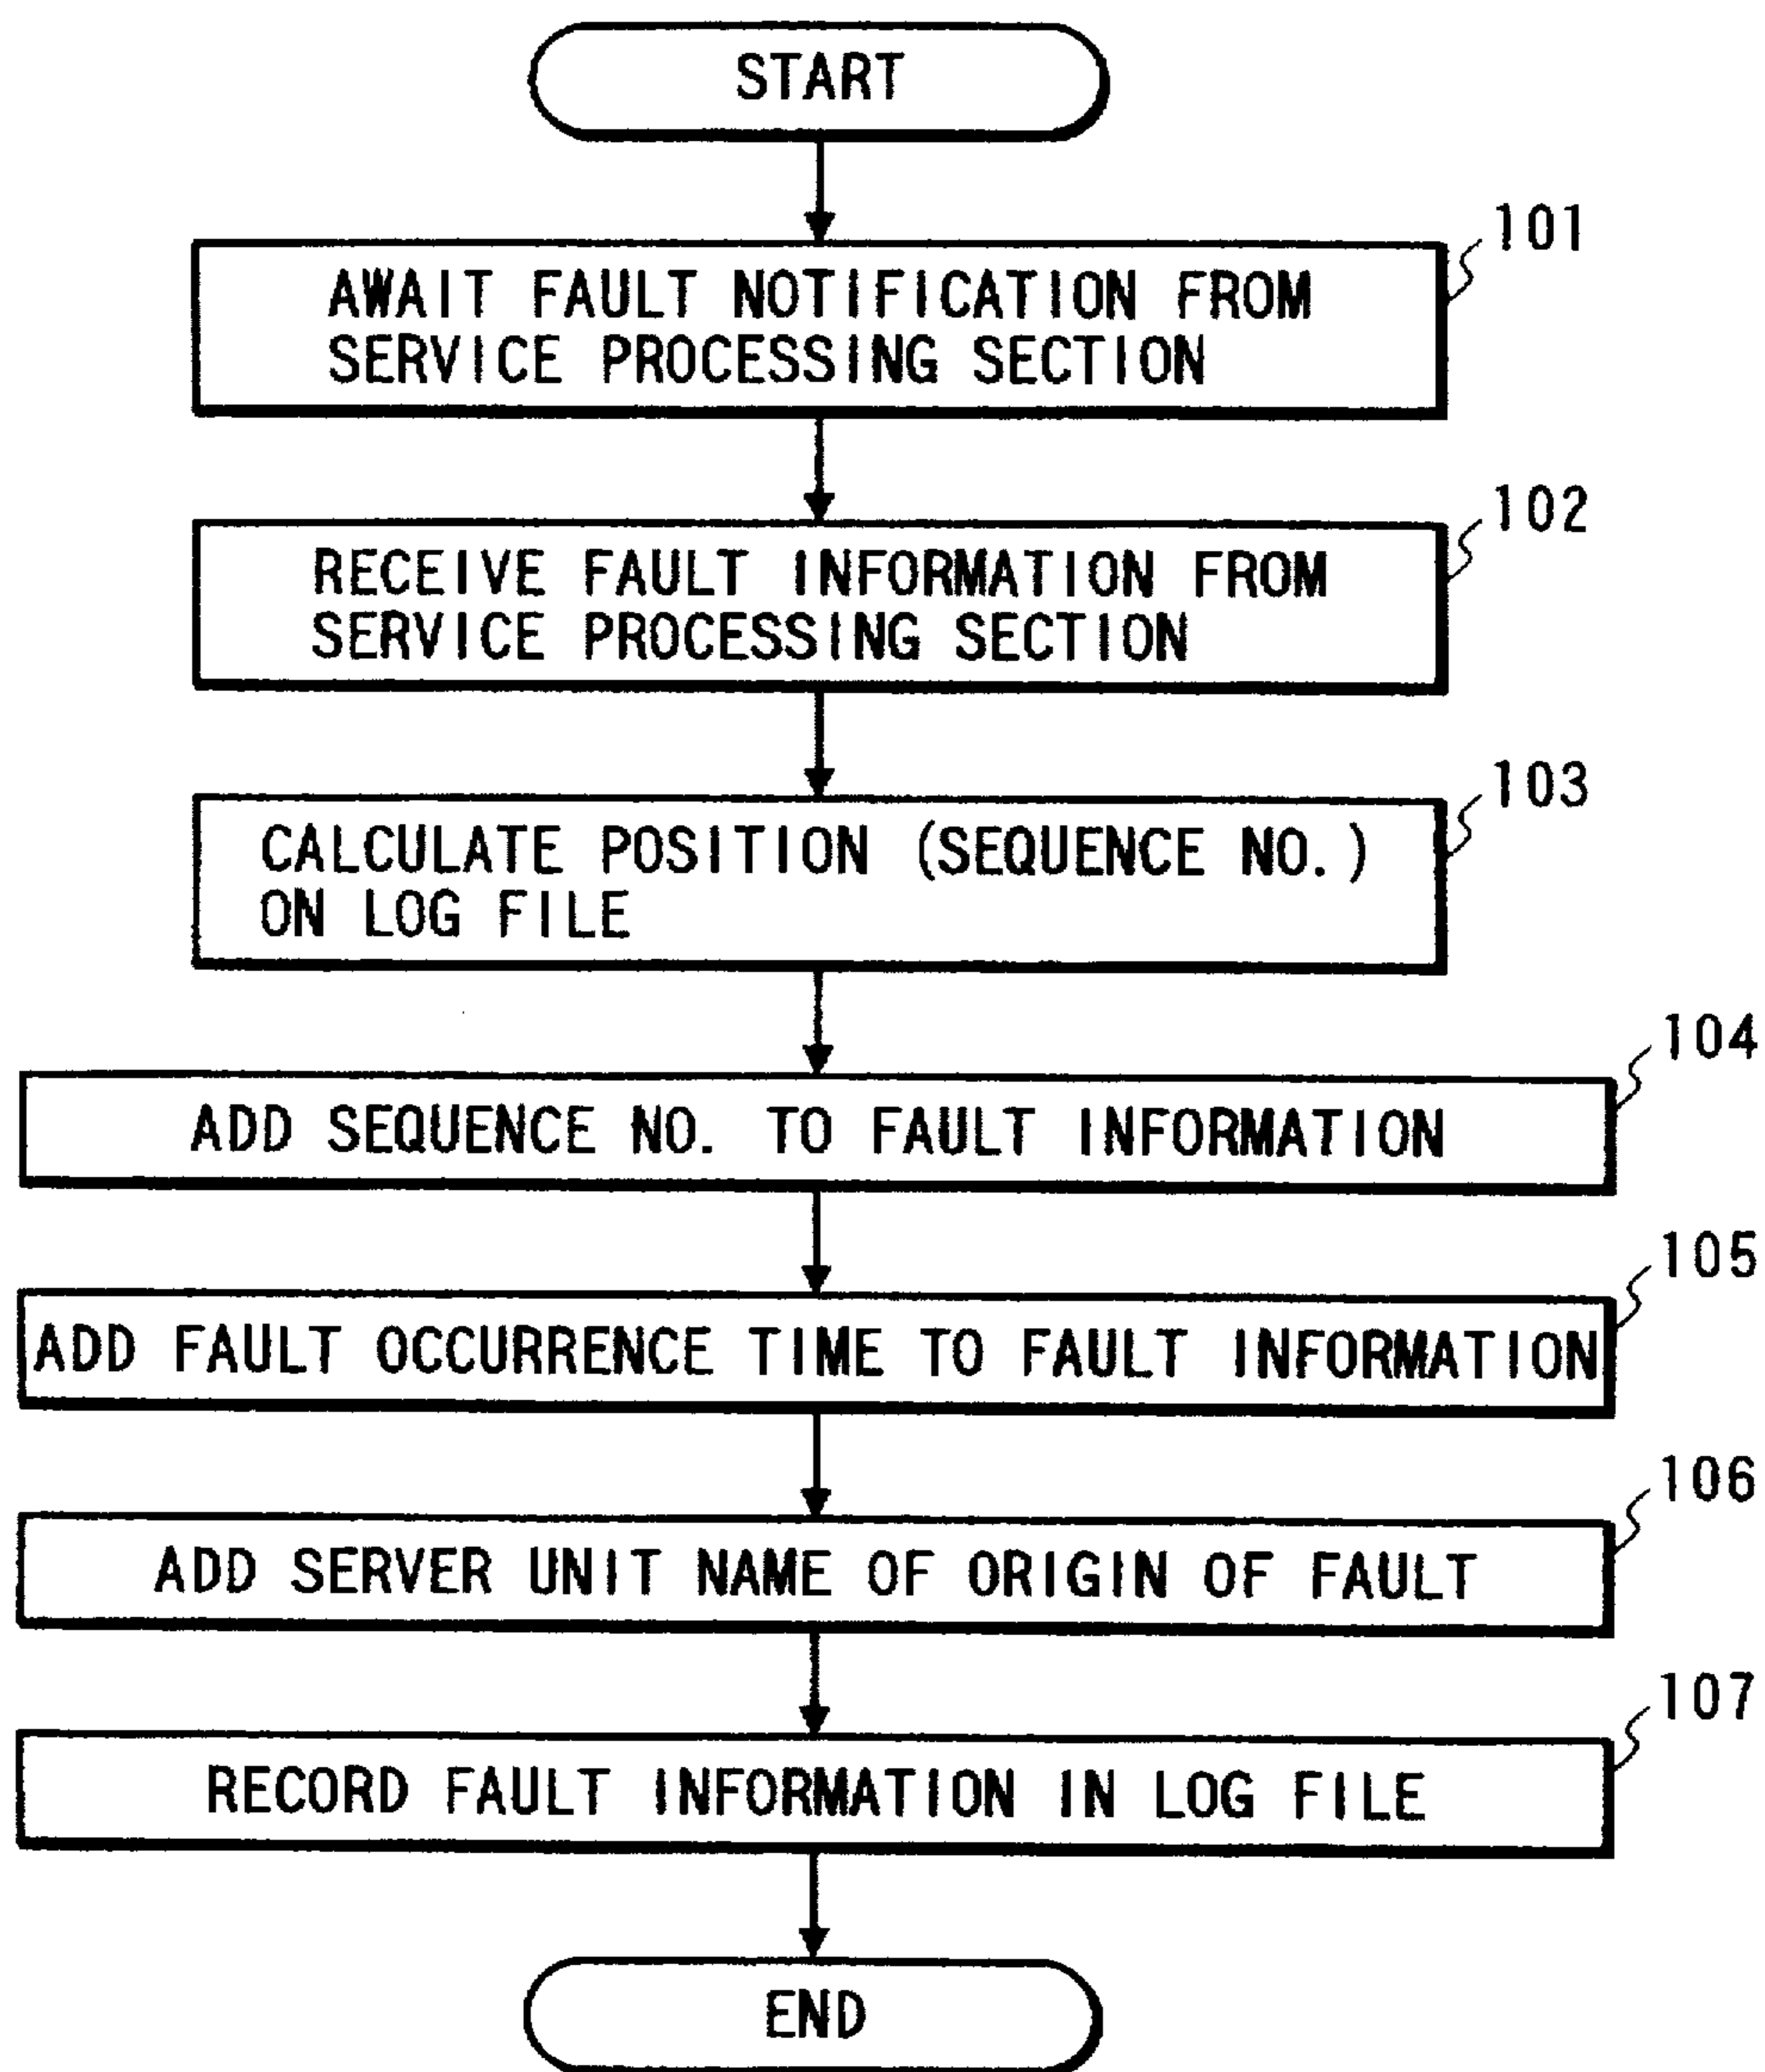 START
101
AWAIT FAULT NOTIFICATION FROM
SERVICE PROCESSING SECTION
102
RECEIVE FAULT INFORMATION FROM
SERVICE PROCESSING SECTION
103
CALCULATE POSITION (SEQUENCE NO.)
ON LOG FILE
104
ADD SEQUENCE NO. TO FAULT INFORMATION
105
ADD FAULT OCCURRENCE TIME TO FAULT INFORMATION
106
ADD SERVER UNIT NAME OF ORIGIN OF FAULT
107
RECORD FAULT INFORMATION IN LOG FILE
END